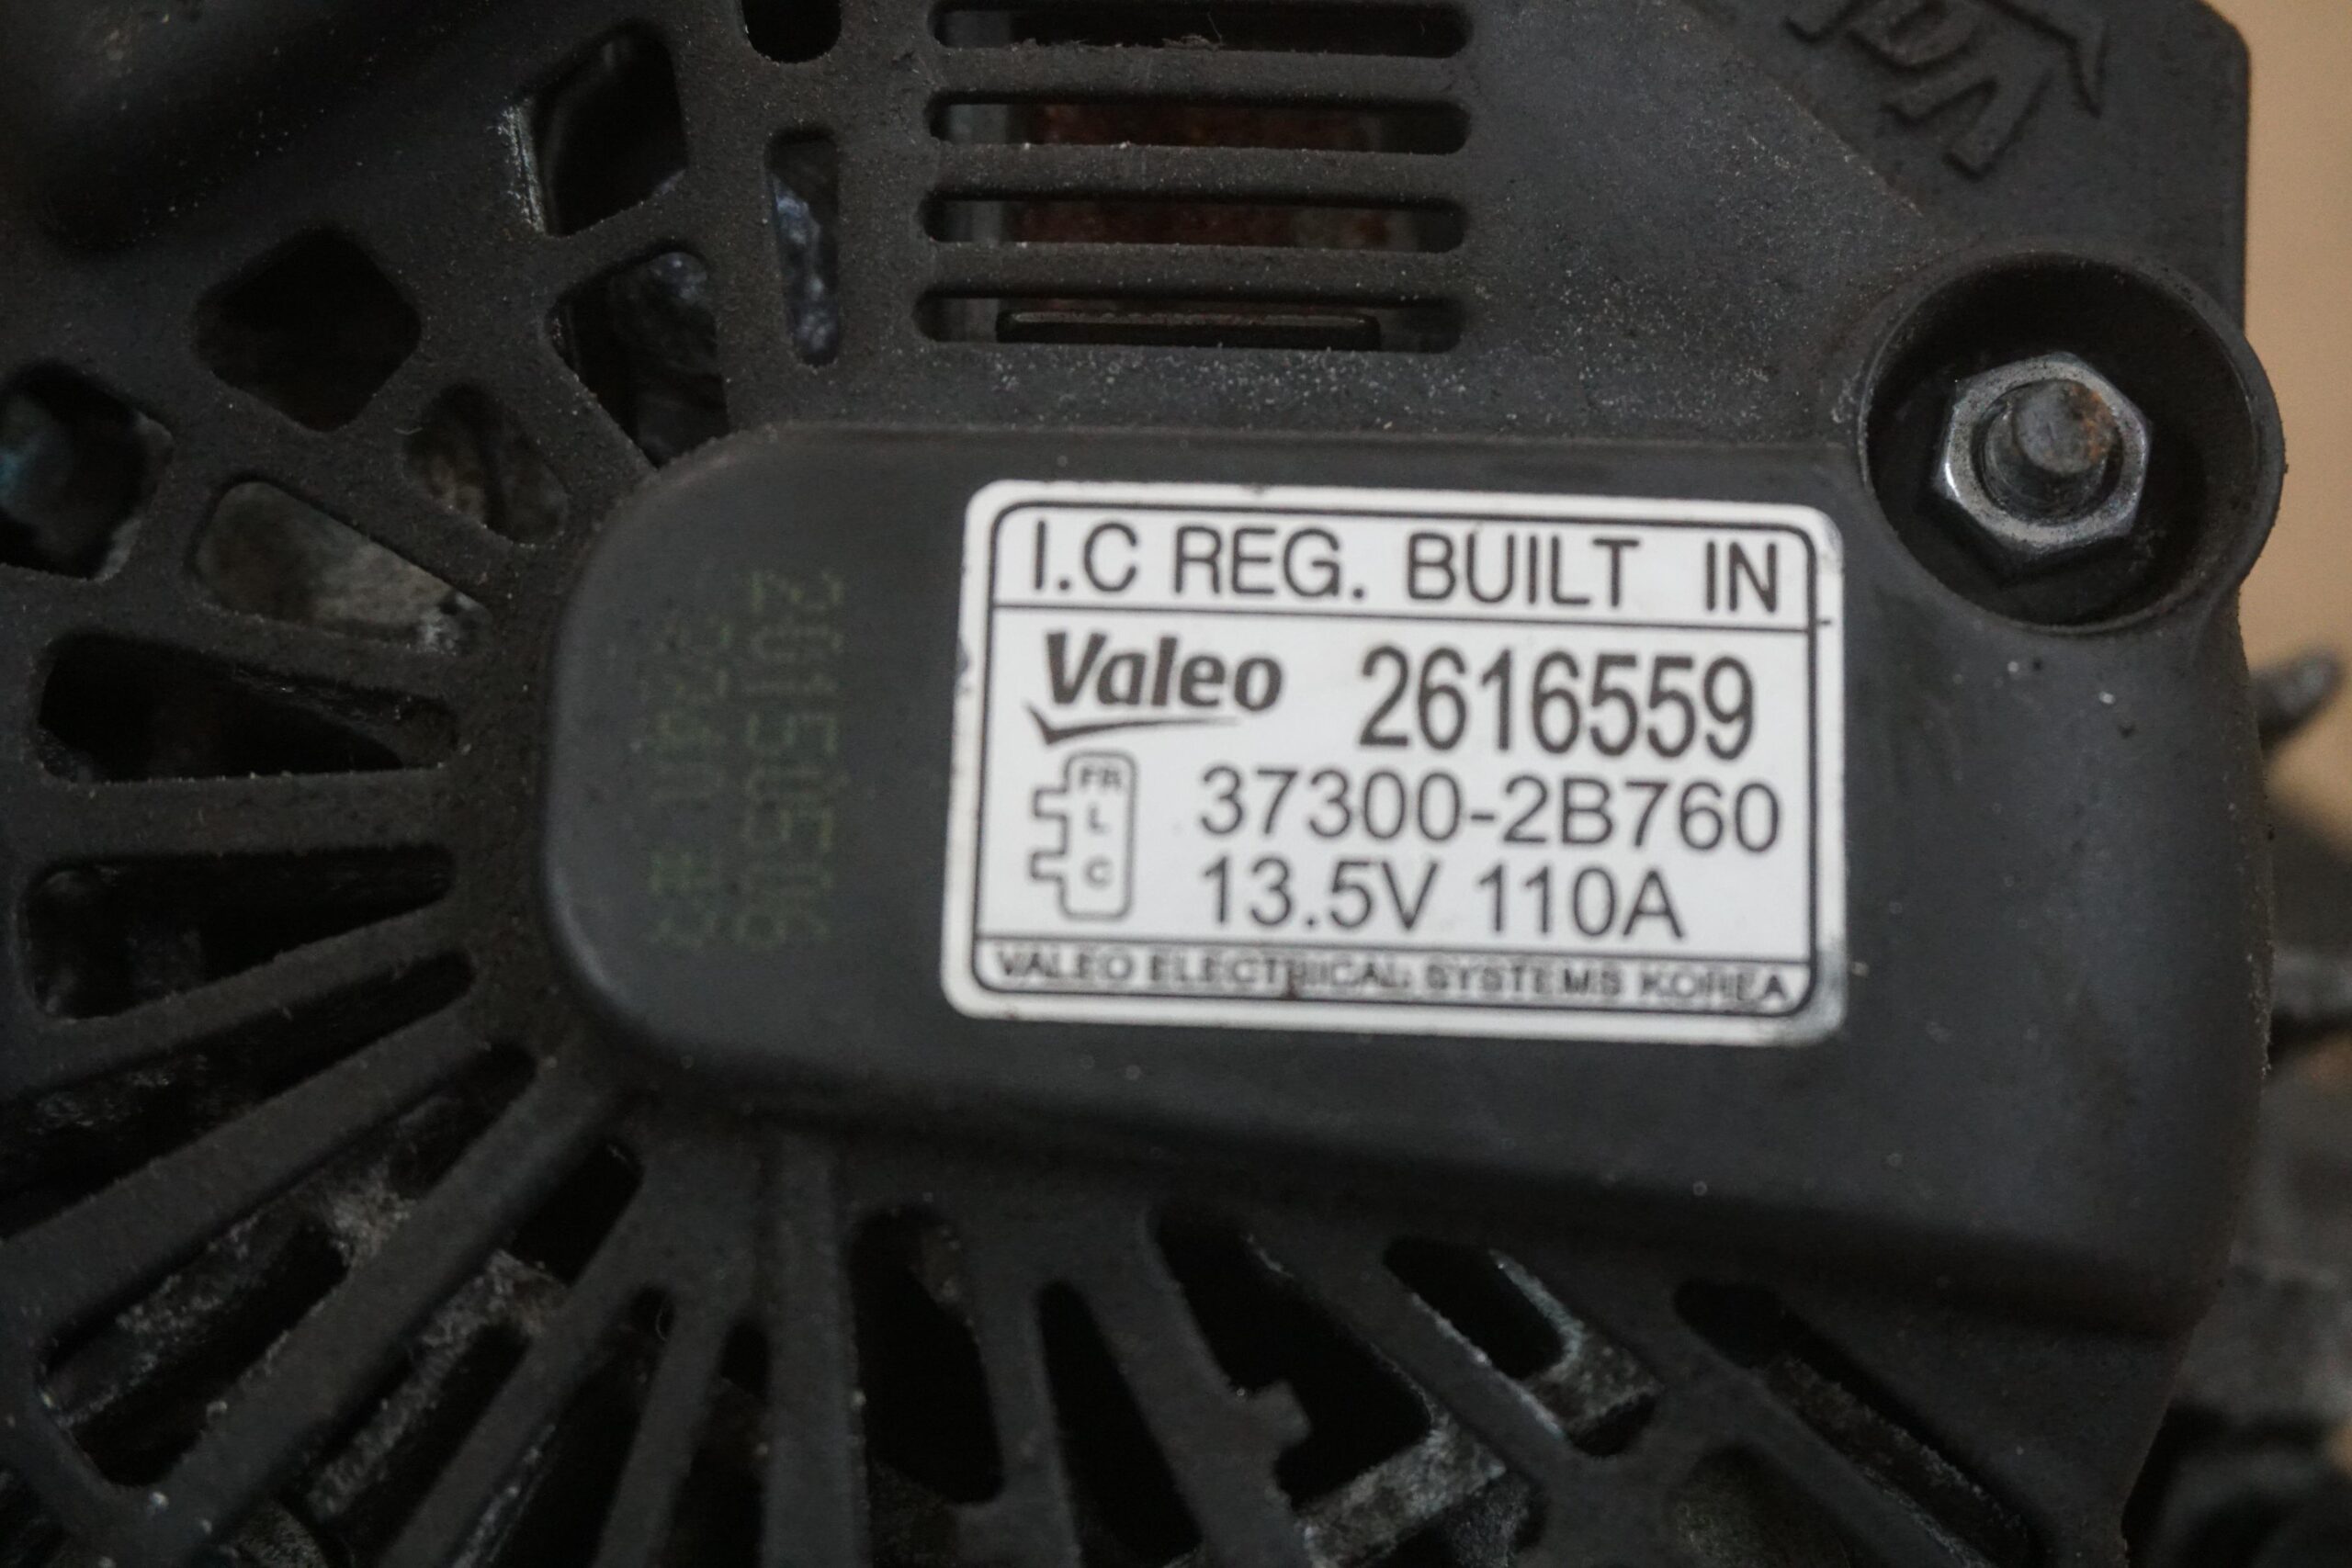 I.C REG. BUILT IN
Valeo 2616559
FR
L
C
37300-2B760
13.5V 110A
VALEO ELECTRICAL SYSTEMS KOREA